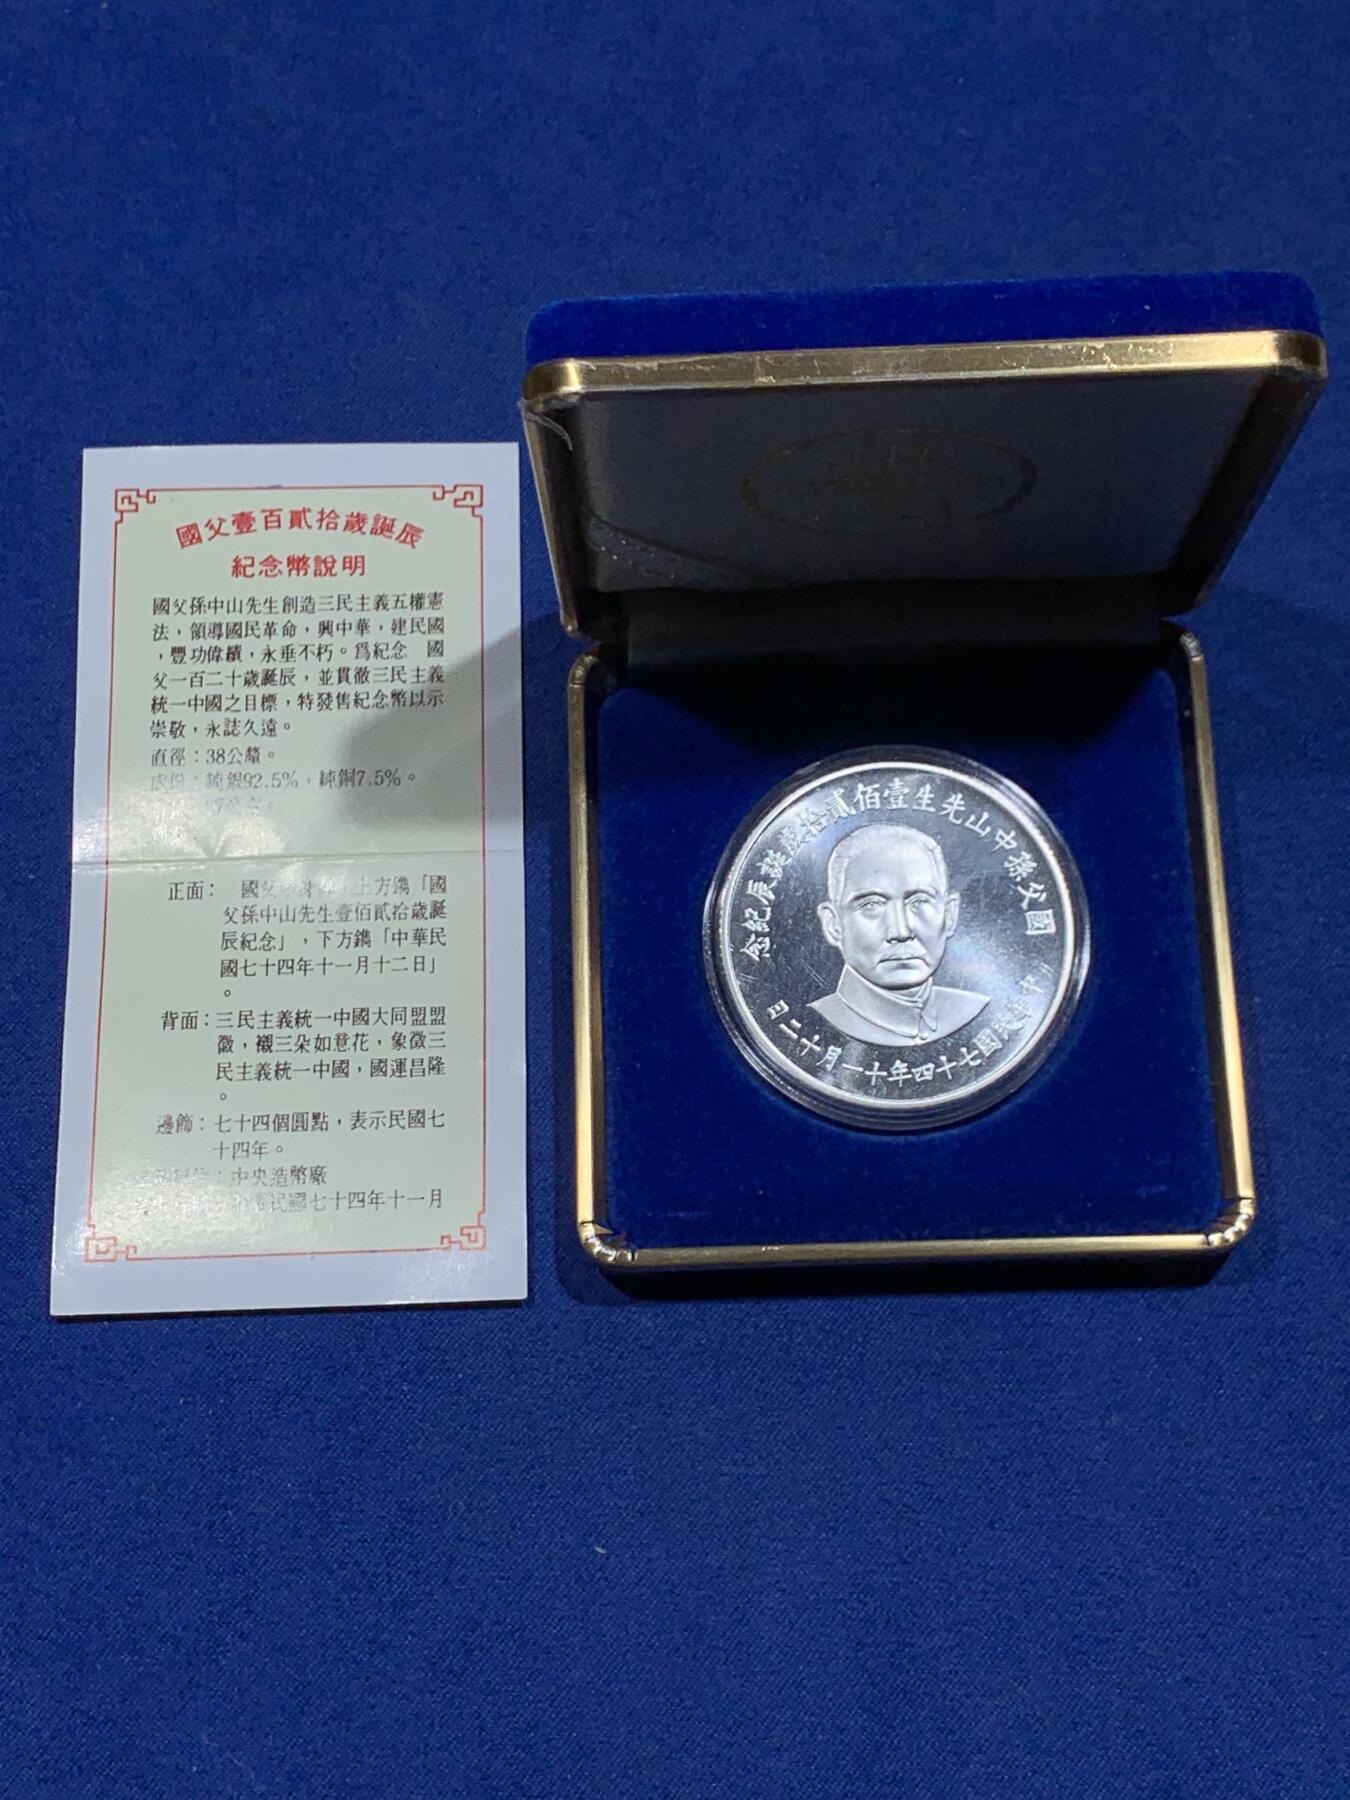 國父壹百貳拾歲誕辰
紀念幣說明
國父孫中山先生創造三民主義五權憲
法，領導國民革命，興中華，建民國
，豐功偉績，永垂不朽。爲紀念　國
父一百二十歲誕辰，並貫徹三民主義
統一中國之目標，特發售紀念幣以示
崇敬，永誌久遠。
直徑：38公釐。
成份：純銀92.5%，純銅7.5%。
正面：國父 上方鐫「國
父孫中山先生壹佰貳拾歲誕
辰紀念」，下方鐫「中華民
國七十四年十一月十二日」
。
背面：三民主義統一中國大同盟盟
徽，襯三朵如意花，象徵三
民主義統一中國，國運昌隆
。
邊飾：七十四個圓點，表示民國七
十四年。
：中央造幣廠
民國七十四年十一月
國父孫中山先生壹佰貳拾歲誕辰紀念
中華民國七十四年十一月十二日